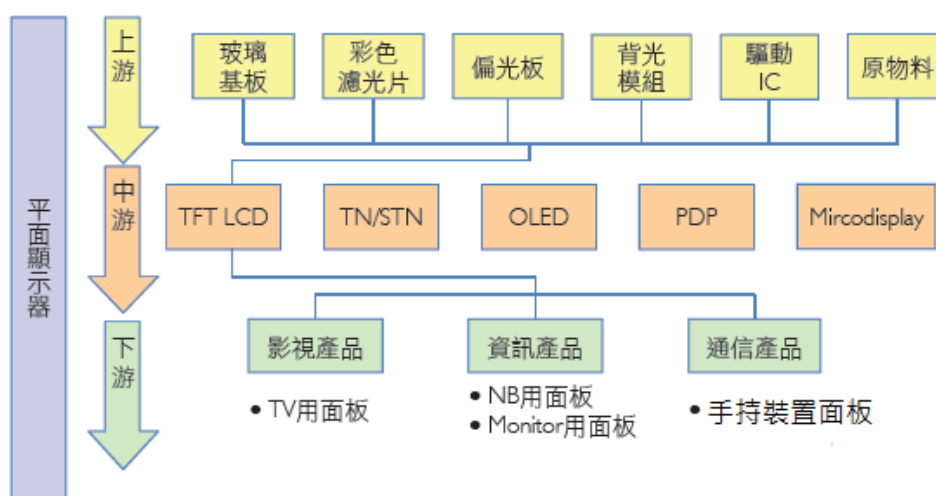 平面顯示器
上游
玻璃
基板
彩色
濾光片
偏光板
背光
模組
驅動
IC
原物料
中游
TFT LCD
TN/STN
OLED
PDP
Mircodisplay
下游
影視產品
資訊產品
通信產品
• TV用面板
• NB用面板
• Monitor用面板
• 手持裝置面板